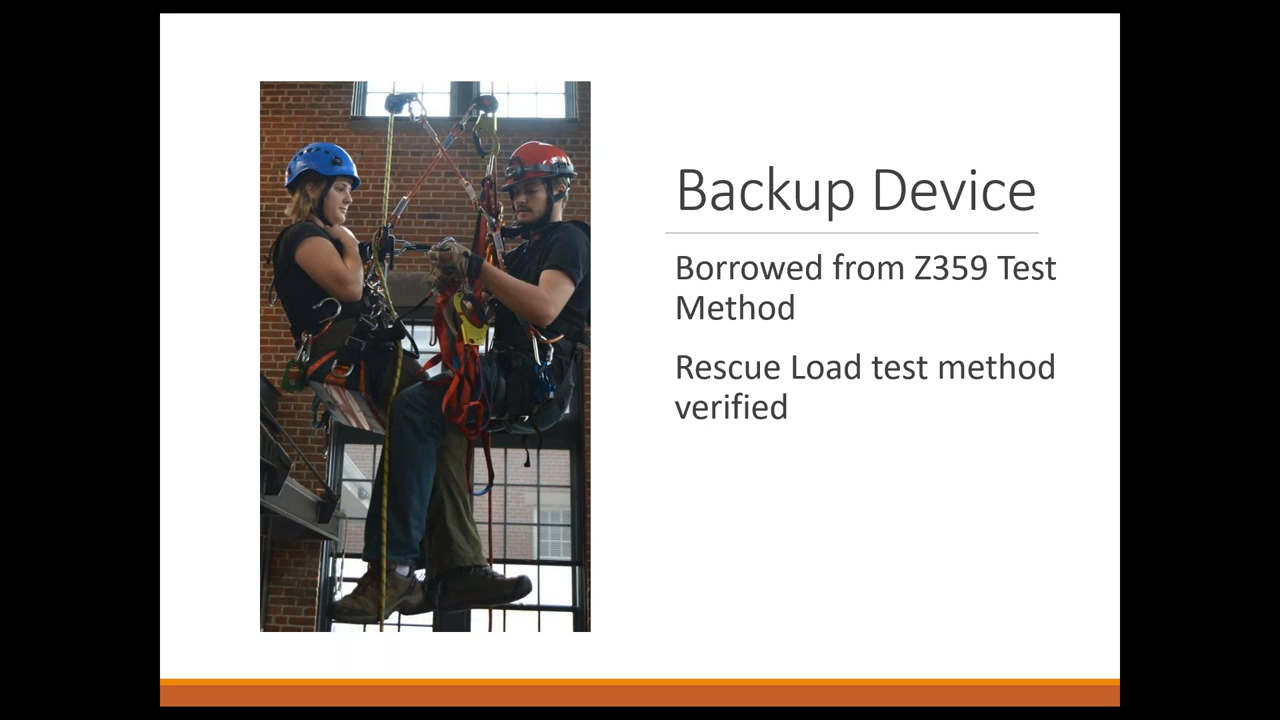 Backup Device
Borrowed from Z359 Test
Method
Rescue Load test method
verified